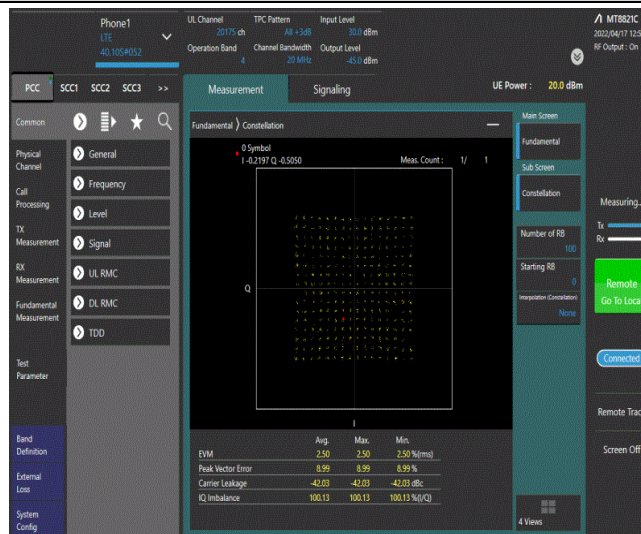 Phone1
LTE
40.105#052
UL Channel
20175 ch
TPC Pattern
All +3dB
Input Level
30.0 dBm
Operation Band
4
Channel Bandwidth
20 MHz
Output Level
-45.0 dBm
MT8821C
2022/04/17 12:5
RF Output : On
PCC SCC1 SCC2 SCC3 >>
Measurement Signaling
UE Power : 20.0 dBm
Common
Physical
Channel
Call
Processing
TX
Measurement
RX
Measurement
Fundamental
Measurement
Test
Parameter
Band
Definition
External
Loss
System
Config
General
Frequency
Level
Signal
UL RMC
DL RMC
TDD
Fundamental Constellation
0 Symbol
I -0.2197 Q -0.5050 Meas. Count : 1/ 1
Q
I
Avg. Max. Min.
EVM 2.50 2.50 2.50 %(rms)
Peak Vector Error 8.99 8.99 8.99 %
Carrier Leakage -42.03 -42.03 -42.03 dBc
IQ Imbalance 100.13 100.13 100.13 %(I/Q)
Main Screen
Fundamental
Sub Screen
Constellation
Number of RB
100
Starting RB
0
Interpolation (Constellation)
None
4 Views
Measuring..
Tx
Rx
Remote
Go To Loca
Connected
Remote Trac
Screen Off